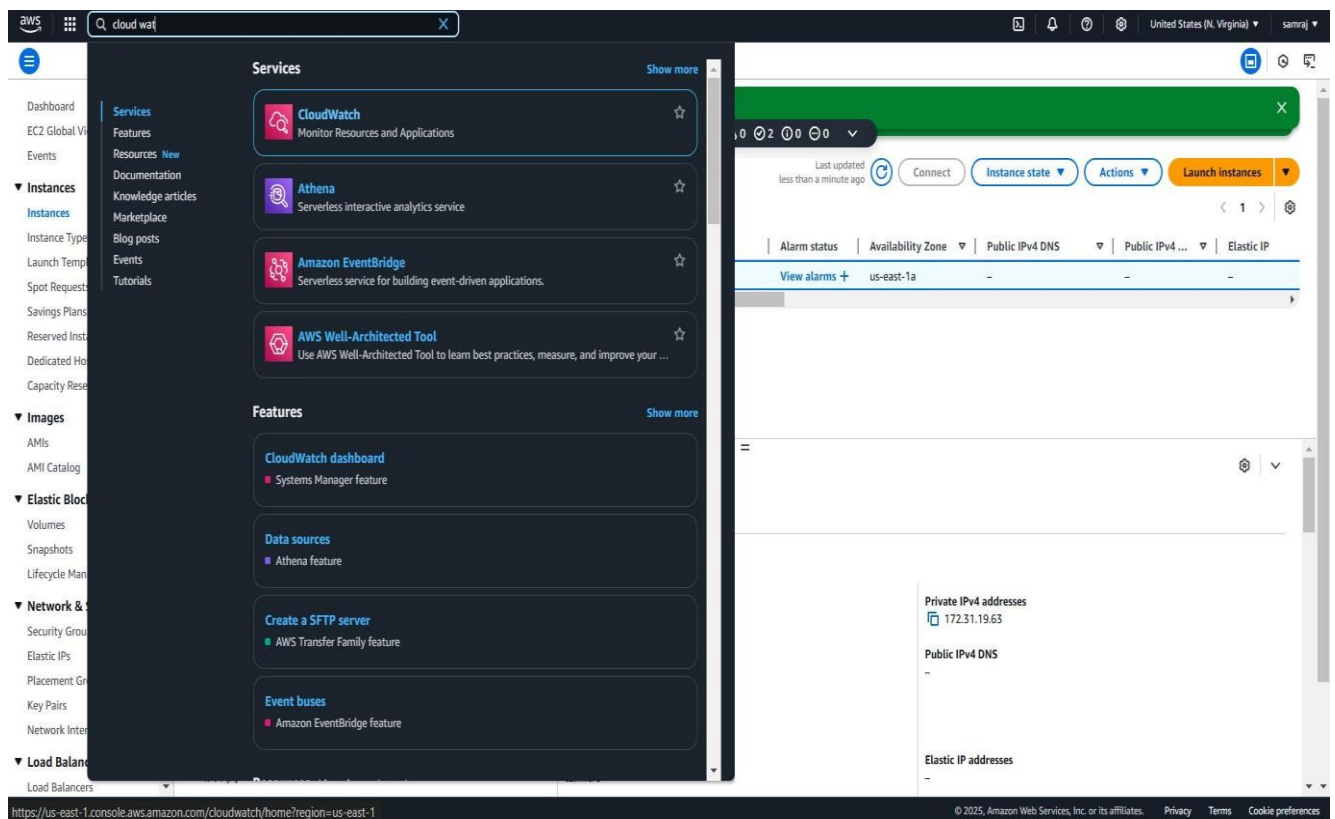 aws
cloud wat
United States (N. Virginia)
samraj
Services
Show more
Services
Features
Resources New
Documentation
Knowledge articles
Marketplace
Blog posts
Events
Tutorials
CloudWatch
Monitor Resources and Applications
Athena
Serverless interactive analytics service
Amazon EventBridge
Serverless service for building event-driven applications.
AWS Well-Architected Tool
Use AWS Well-Architected Tool to learn best practices, measure, and improve your ...
Features
Show more
CloudWatch dashboard
Systems Manager feature
Data sources
Athena feature
Create a SFTP server
AWS Transfer Family feature
Event buses
Amazon EventBridge feature
Dashboard
EC2 Global Vi
Events
Instances
Instances
Instance Type
Launch Templ
Spot Requests
Savings Plans
Reserved Inst
Dedicated Ho
Capacity Rese
Images
AMIs
AMI Catalog
Elastic Bloc
Volumes
Snapshots
Lifecycle Man
Network &
Security Grou
Elastic IPs
Placement Gr
Key Pairs
Network Inter
Load Balanc
Load Balancers
0 2 0 0
Last updated
less than a minute ago
Connect
Instance state
Actions
Launch instances
1
Alarm status Availability Zone Public IPv4 DNS Public IPv4 ... Elastic IP
View alarms + us-east-1a – – –
Private IPv4 addresses
172.31.19.63
Public IPv4 DNS
–
Elastic IP addresses
–
https://us-east-1.console.aws.amazon.com/cloudwatch/home?region=us-east-1
© 2025, Amazon Web Services, Inc. or its affiliates. Privacy Terms Cookie preferences